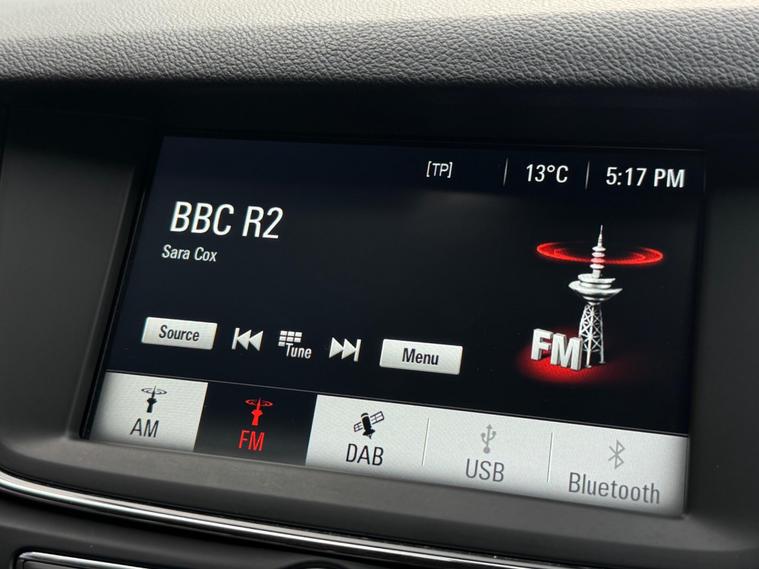 [TP] 13°C 5:17 PM
BBC R2
Sara Cox
FM
Source Tune Menu
AM FM DAB USB Bluetooth